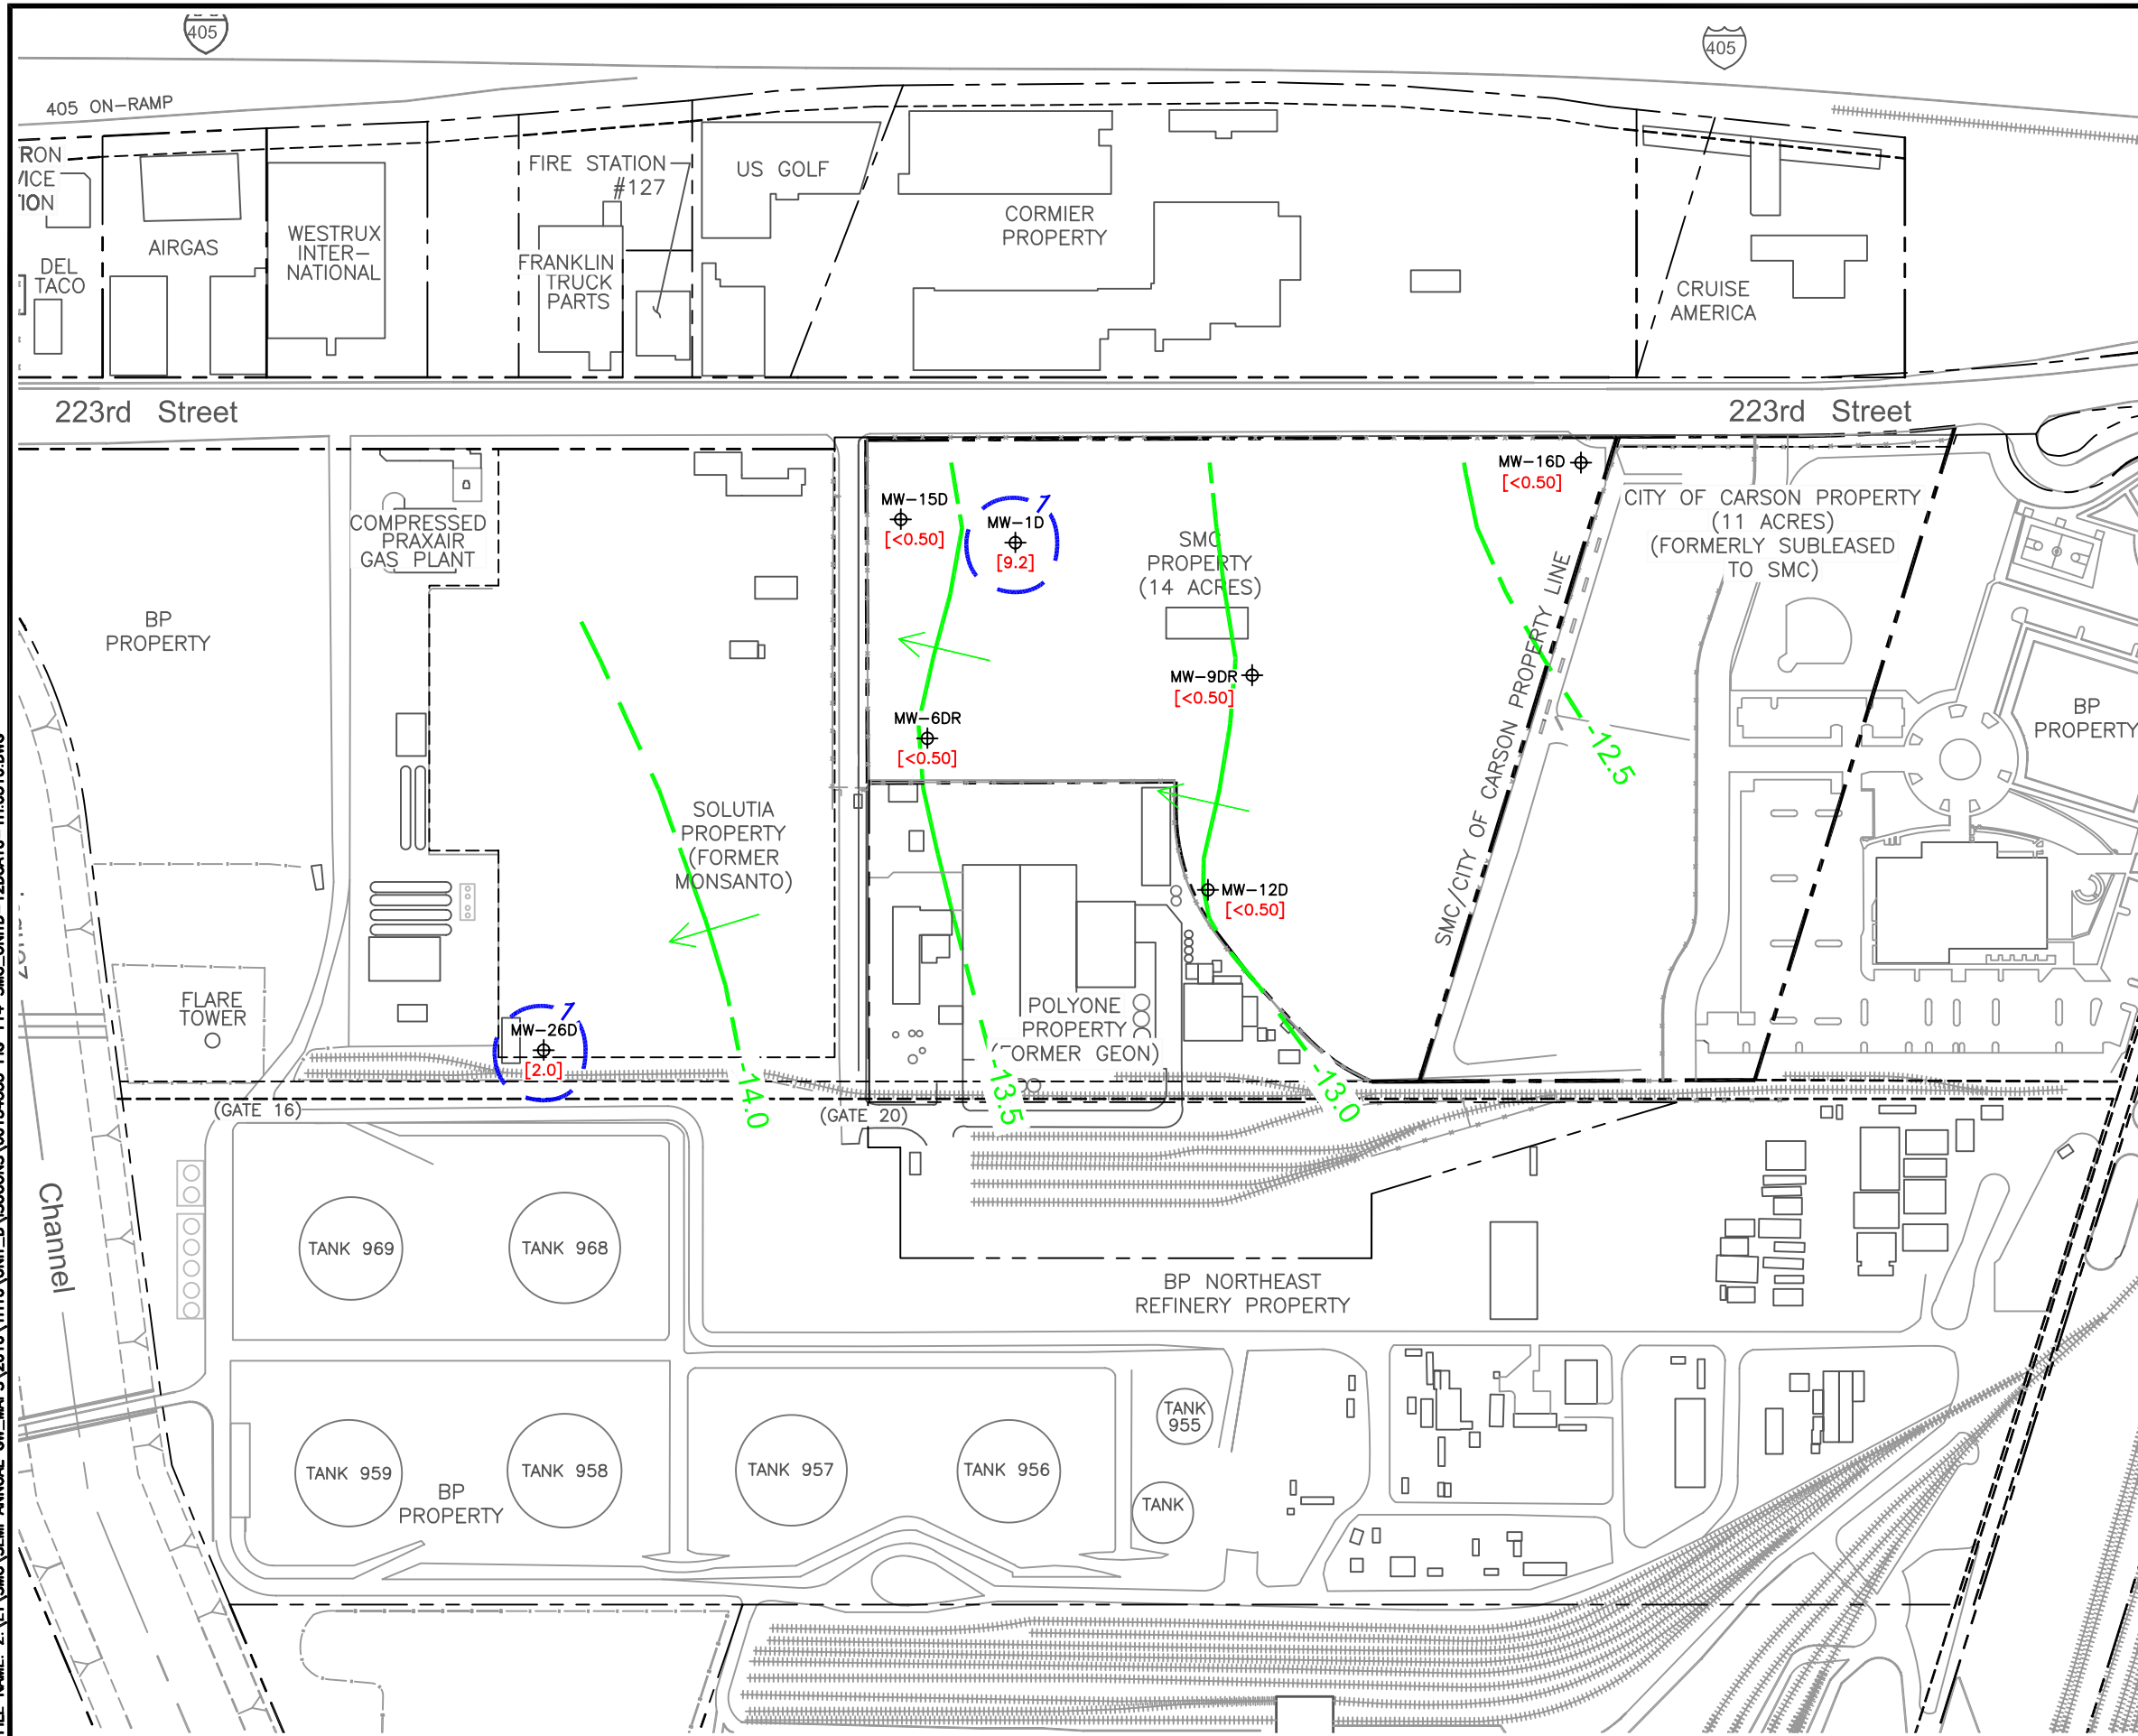 405
405
405 ON-RAMP
RON
VICE
ION
DEL
TACO
AIRGAS
WESTRUX
INTER-
NATIONAL
FIRE STATION
#127
FRANKLIN
TRUCK
PARTS
US GOLF
CORMIER
PROPERTY
CRUISE
AMERICA
223rd Street
223rd Street
COMPRESSED
PRAXAIR
GAS PLANT
BP
PROPERTY
MW-15D
[<0.50]
MW-1D
[9.2]
1
SMC
PROPERTY
(14 ACRES)
MW-16D
[<0.50]
CITY OF CARSON PROPERTY
(11 ACRES)
(FORMERLY SUBLEASED
TO SMC)
SMC/CITY OF CARSON PROPERTY LINE
MW-9DR
[<0.50]
MW-6DR
[<0.50]
-12.5
BP
PROPERTY
SOLUTIA
PROPERTY
(FORMER
MONSANTO)
MW-12D
[<0.50]
FLARE
TOWER
MW-26D
[2.0]
1
POLYONE
PROPERTY
(FORMER GEON)
-14.0
-13.5
-13.0
(GATE 16)
(GATE 20)
Channel
TANK 969
TANK 968
BP NORTHEAST
REFINERY PROPERTY
TANK 959
TANK 958
TANK 957
TANK 956
TANK
955
TANK
BP
PROPERTY